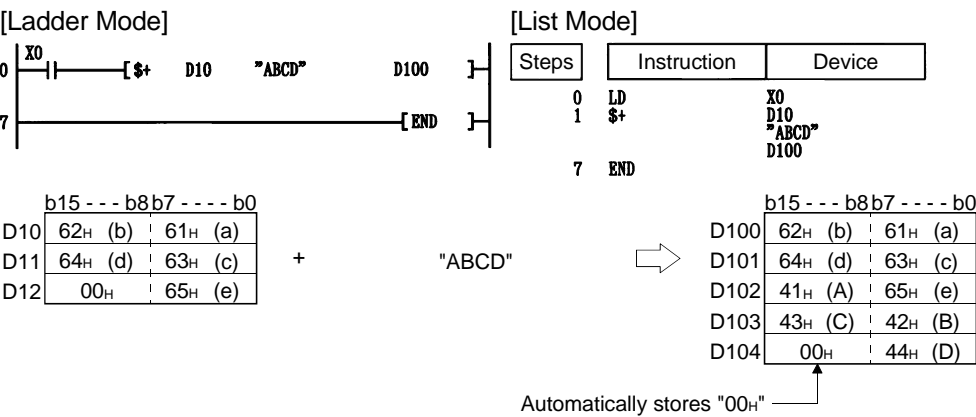 [Ladder Mode]
[List Mode]
X0
0 $+ D10 "ABCD" D100
7 END
Steps Instruction Device
0 LD X0
1 $+ D10
"ABCD"
D100
7 END
b15 - - - b8 b7 - - - - b0
D10 62H (b) 61H (a)
D11 64H (d) 63H (c)
D12 00H 65H (e)
+
"ABCD"
b15 - - - b8 b7 - - - - b0
D100 62H (b) 61H (a)
D101 64H (d) 63H (c)
D102 41H (A) 65H (e)
D103 43H (C) 42H (B)
D104 00H 44H (D)
Automatically stores "00H"